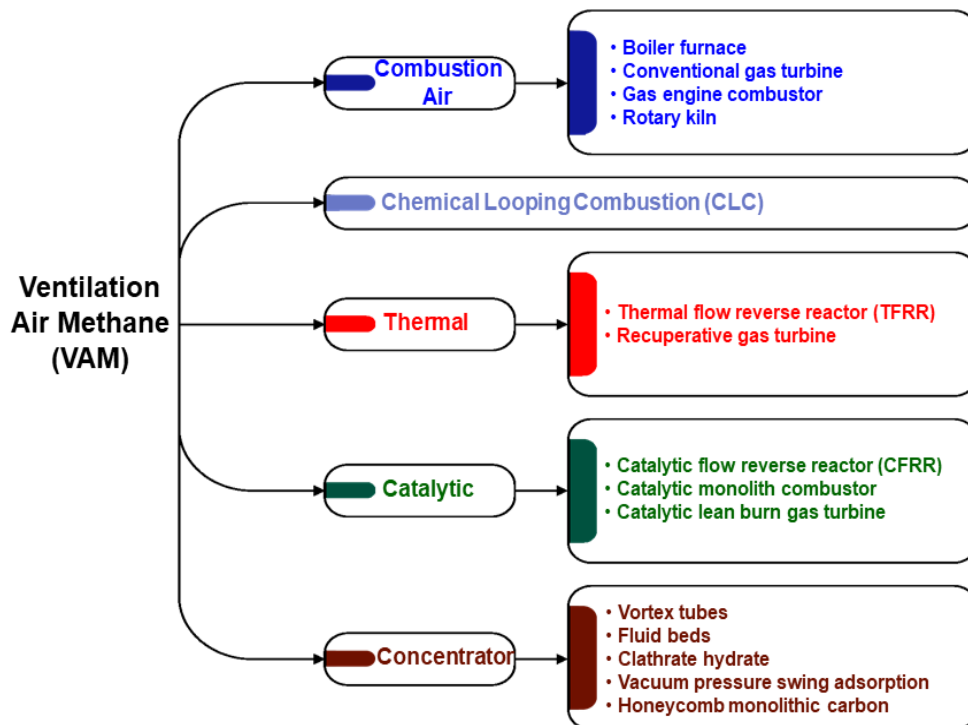 Ventilation
Air Methane
(VAM)
Combustion
Air
• Boiler furnace
• Conventional gas turbine
• Gas engine combustor
• Rotary kiln
Chemical Looping Combustion (CLC)
Thermal
• Thermal flow reverse reactor (TFRR)
• Recuperative gas turbine
Catalytic
• Catalytic flow reverse reactor (CFRR)
• Catalytic monolith combustor
• Catalytic lean burn gas turbine
Concentrator
• Vortex tubes
• Fluid beds
• Clathrate hydrate
• Vacuum pressure swing adsorption
• Honeycomb monolithic carbon